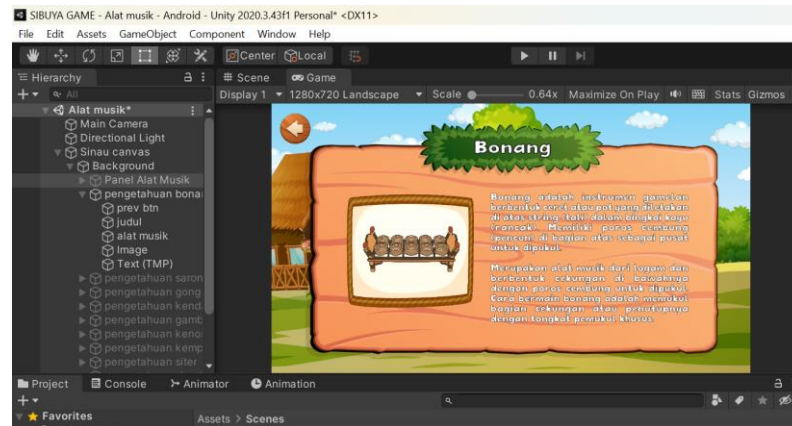 SIBUYA GAME - Alat musik - Android - Unity 2020.3.43f1 Personal* <DX11>
File Edit Assets GameObject Component Window Help
Center Local
Hierarchy
Scene Game
All
Display 1 1280x720 Landscape Scale 0.64x Maximize On Play Stats Gizmos
Alat musik*
Main Camera
Directional Light
Sinau canvas
Background
Panel Alat Musik
pengetahuan bona
prev btn
judul
alat musik
Image
Text (TMP)
pengetahuan saron
pengetahuan gong
pengetahuan kend
pengetahuan gamb
pengetahuan keno
pengetahuan kemp
pengetahuan siter
Bonang
Bonang adalah instrumen gamelan
berbentuk ceret atau pot yang diletakan
di atas string (tali) dalam bingkai kayu
(rancak). Memiliki poros cembung
(pencun) di bagian atas sebagai pusat
untuk dipukul.
Merupakan alat musik dari logam dan
berbentuk cekungan di bawahnya
dengan poros cembung untuk dipukul.
Cara bermain bonang adalah memukul
bagian cekungan atau penutupnya
dengan tongkat pemukul khusus.
Project Console Animator Animation
Favorites
Assets > Scenes